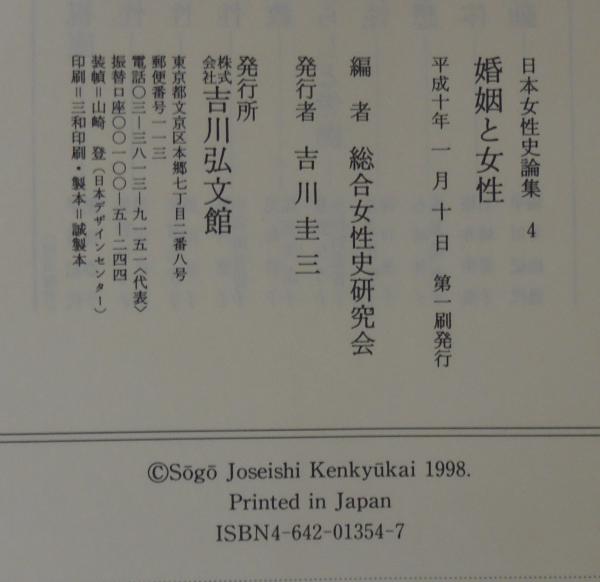 日本女性史論集 4
婚姻と女性
平成十年 一月十日 第一刷発行
編者 総合女性史研究会
発行者 吉川圭三
発行所
株式会社 吉川弘文館
東京都文京区本郷七丁目二番八号
郵便番号一一三
電話〇三―三八一三―九一五一〈代表〉
振替口座〇〇一〇〇―五―二四四
装幀＝山崎 登（日本デザインセンター）
印刷＝三和印刷・製本＝誠製本
©Sōgō Joseishi Kenkyūkai 1998.
Printed in Japan
ISBN4-642-01354-7